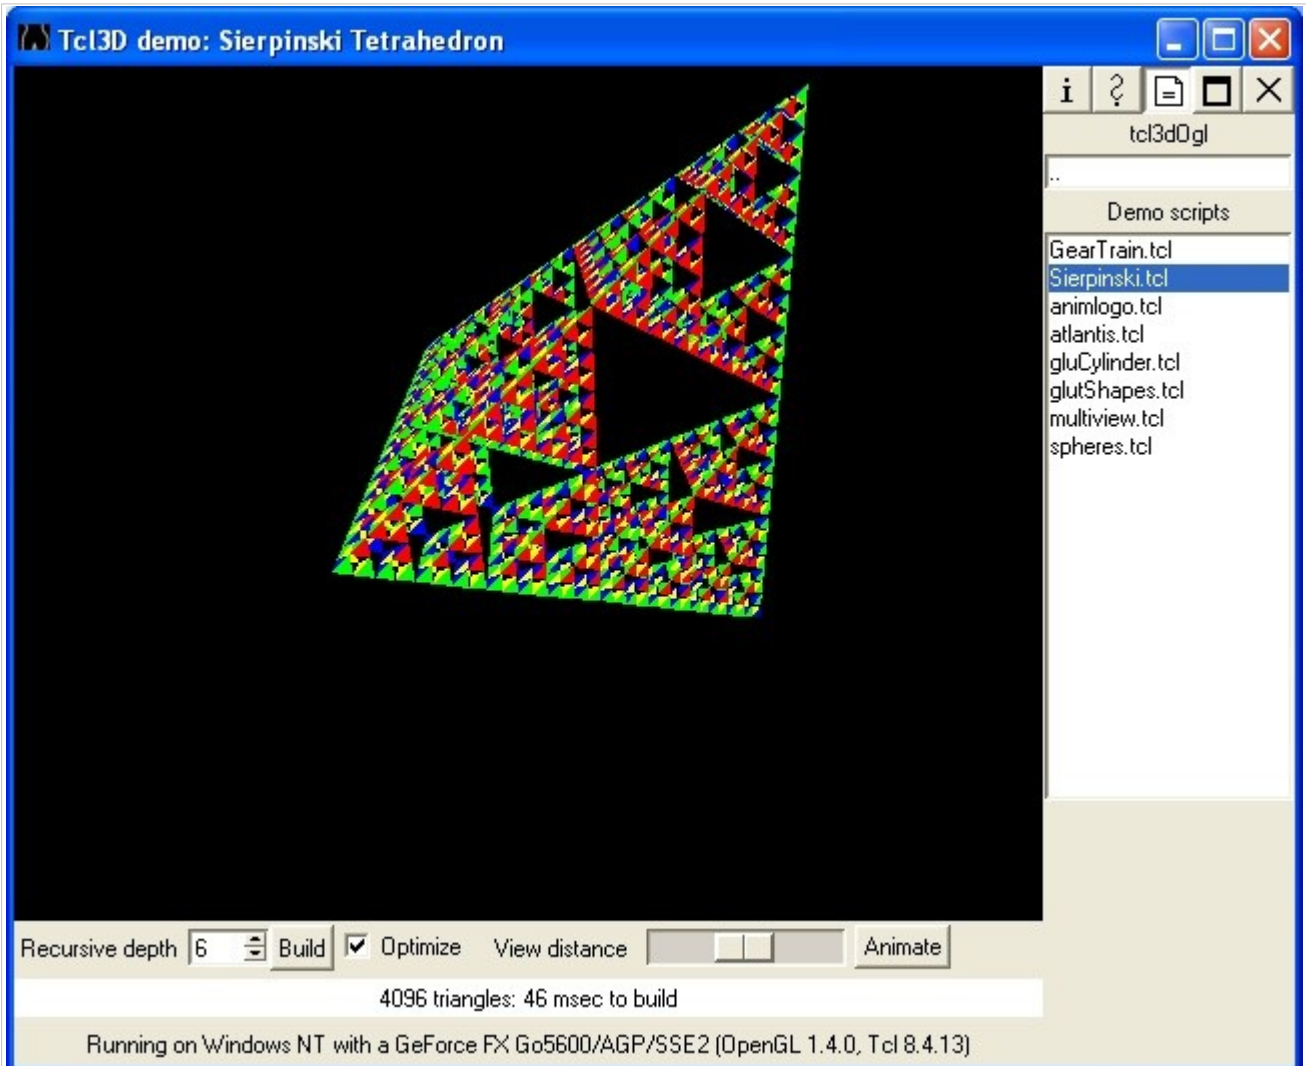 Tcl3D demo: Sierpinski Tetrahedron
i ? X
tcl3dOgl
..
Demo scripts
GearTrain.tcl
Sierpinski.tcl
animlogo.tcl
atlantis.tcl
gluCylinder.tcl
glutShapes.tcl
multiview.tcl
spheres.tcl
Recursive depth 6 Build Optimize View distance Animate
4096 triangles: 46 msec to build
Running on Windows NT with a GeForce FX Go5600/AGP/SSE2 (OpenGL 1.4.0, Tcl 8.4.13)